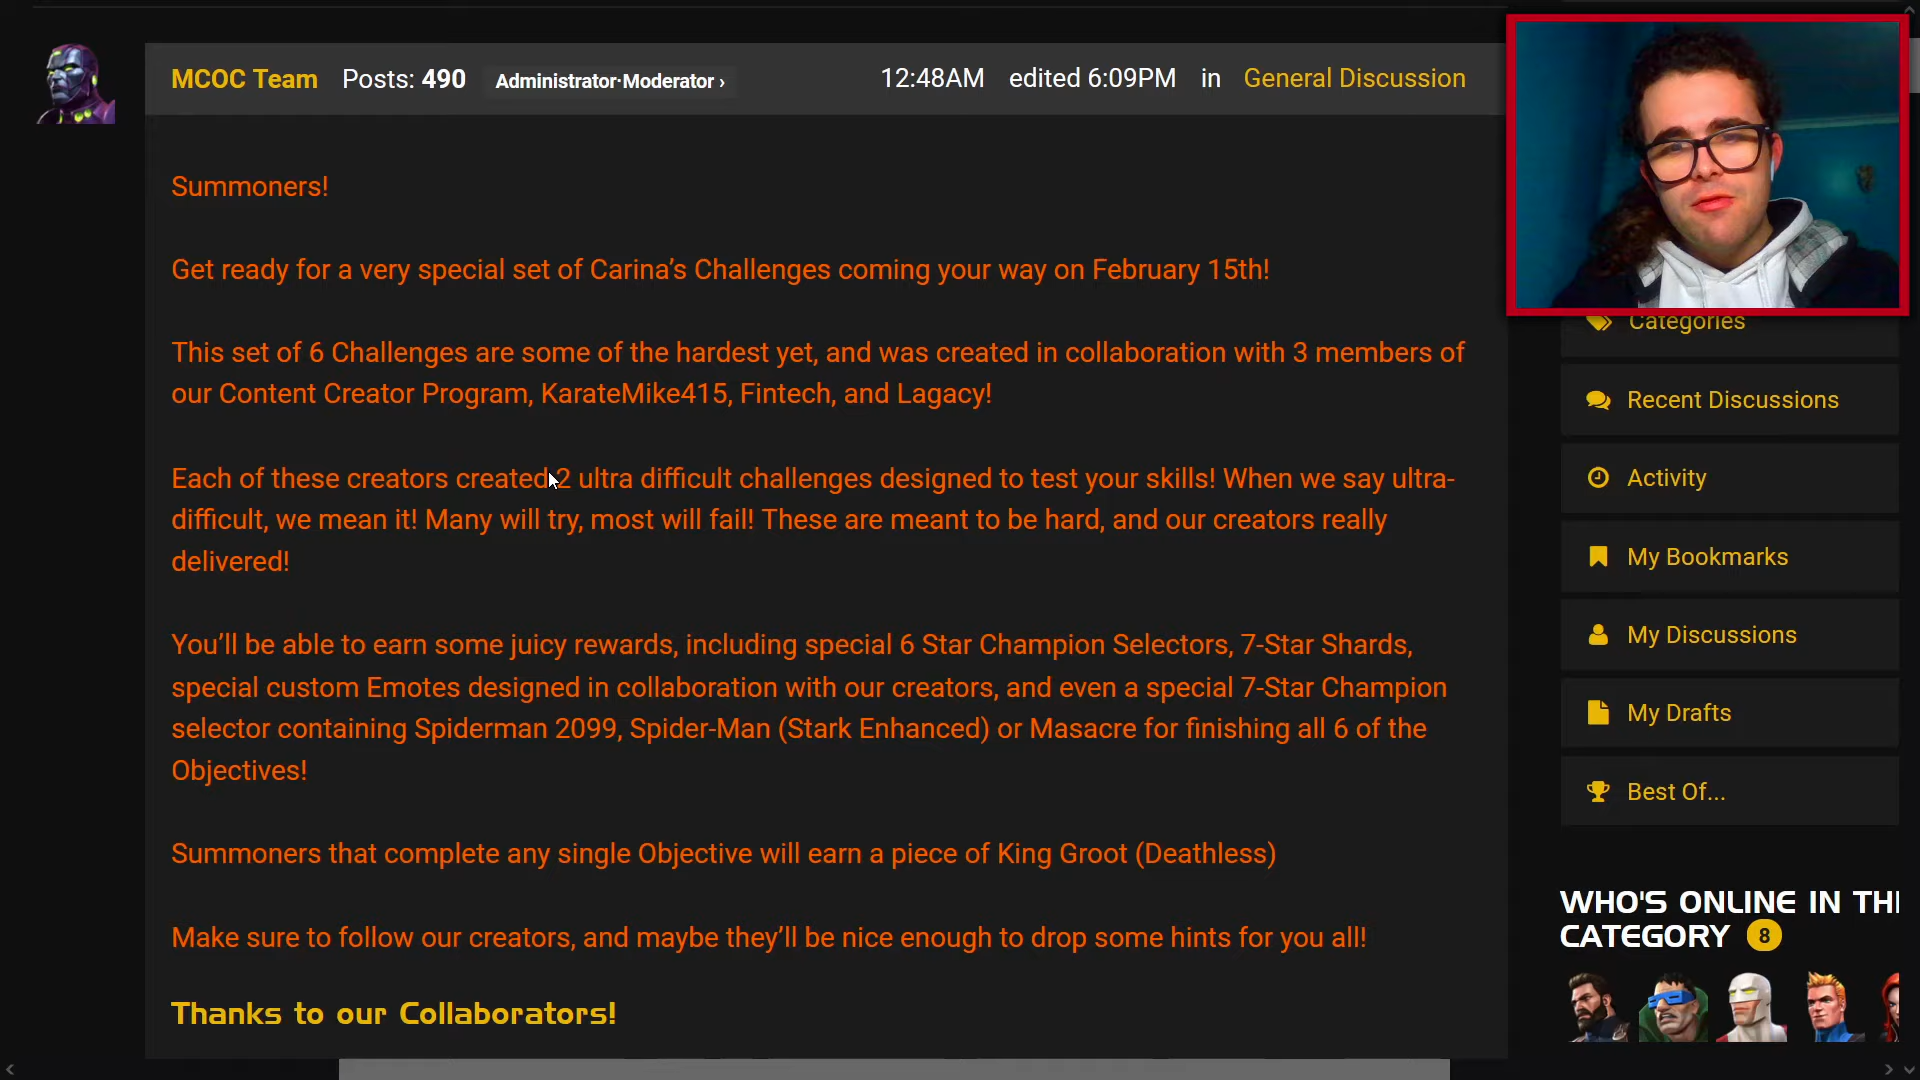 MCOC Team Posts: 490 Administrator·Moderator › 12:48AM edited 6:09PM in General Discussion
Summoners!
Get ready for a very special set of Carina’s Challenges coming your way on February 15th!
This set of 6 Challenges are some of the hardest yet, and was created in collaboration with 3 members of
our Content Creator Program, KarateMike415, Fintech, and Lagacy!
Each of these creators created 2 ultra difficult challenges designed to test your skills! When we say ultra-
difficult, we mean it! Many will try, most will fail! These are meant to be hard, and our creators really
delivered!
You’ll be able to earn some juicy rewards, including special 6 Star Champion Selectors, 7-Star Shards,
special custom Emotes designed in collaboration with our creators, and even a special 7-Star Champion
selector containing Spiderman 2099, Spider-Man (Stark Enhanced) or Masacre for finishing all 6 of the
Objectives!
Summoners that complete any single Objective will earn a piece of King Groot (Deathless)
Make sure to follow our creators, and maybe they’ll be nice enough to drop some hints for you all!
Thanks to our Collaborators!
Categories
Recent Discussions
Activity
My Bookmarks
My Discussions
My Drafts
Best Of...
WHO'S ONLINE IN THI
CATEGORY 8